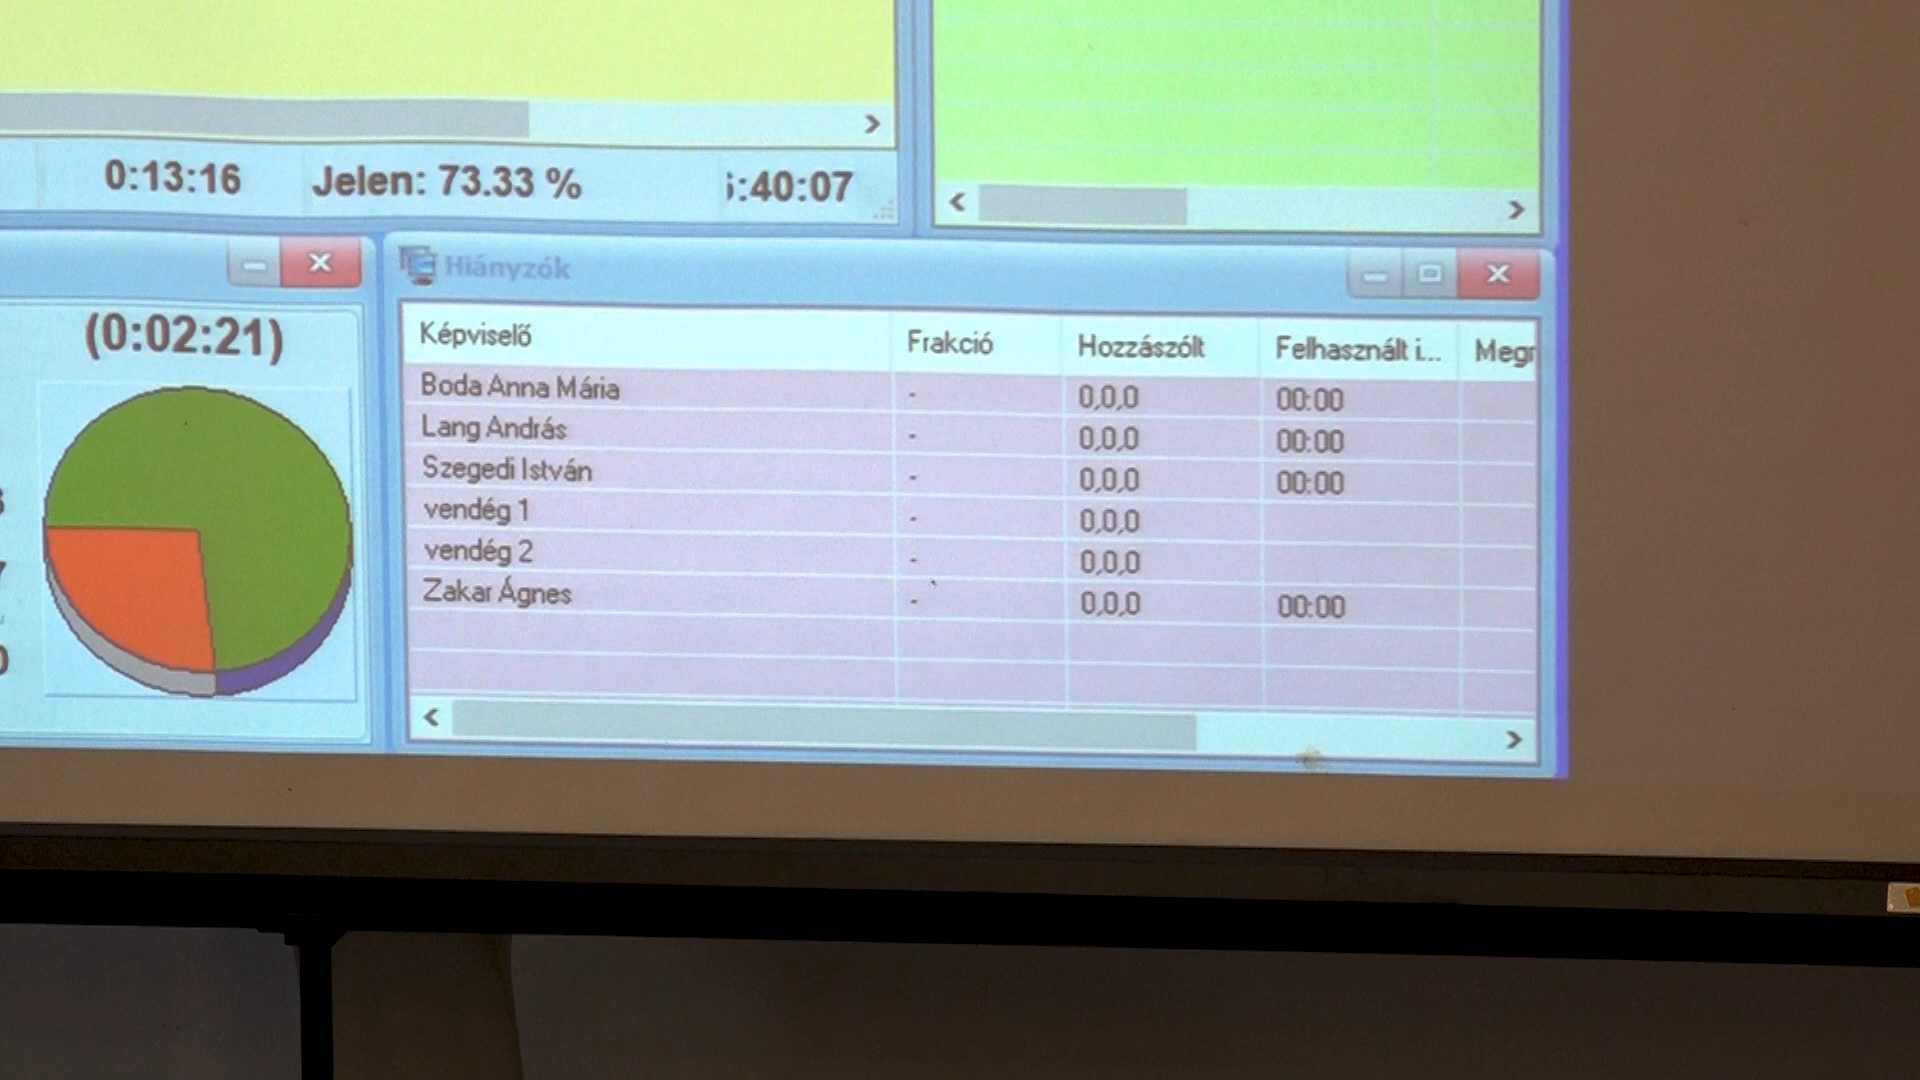 0:13:16 Jelen: 73.33 % :40:07
(0:02:21)
Hiányzók
Képviselő Frakció Hozzászólt Felhasznált i... Megr
Boda Anna Mária - 0,0,0 00:00
Lang András - 0,0,0 00:00
Szegedi István - 0,0,0 00:00
vendég 1 - 0,0,0
vendég 2 - 0,0,0
Zakar Ágnes - 0,0,0 00:00